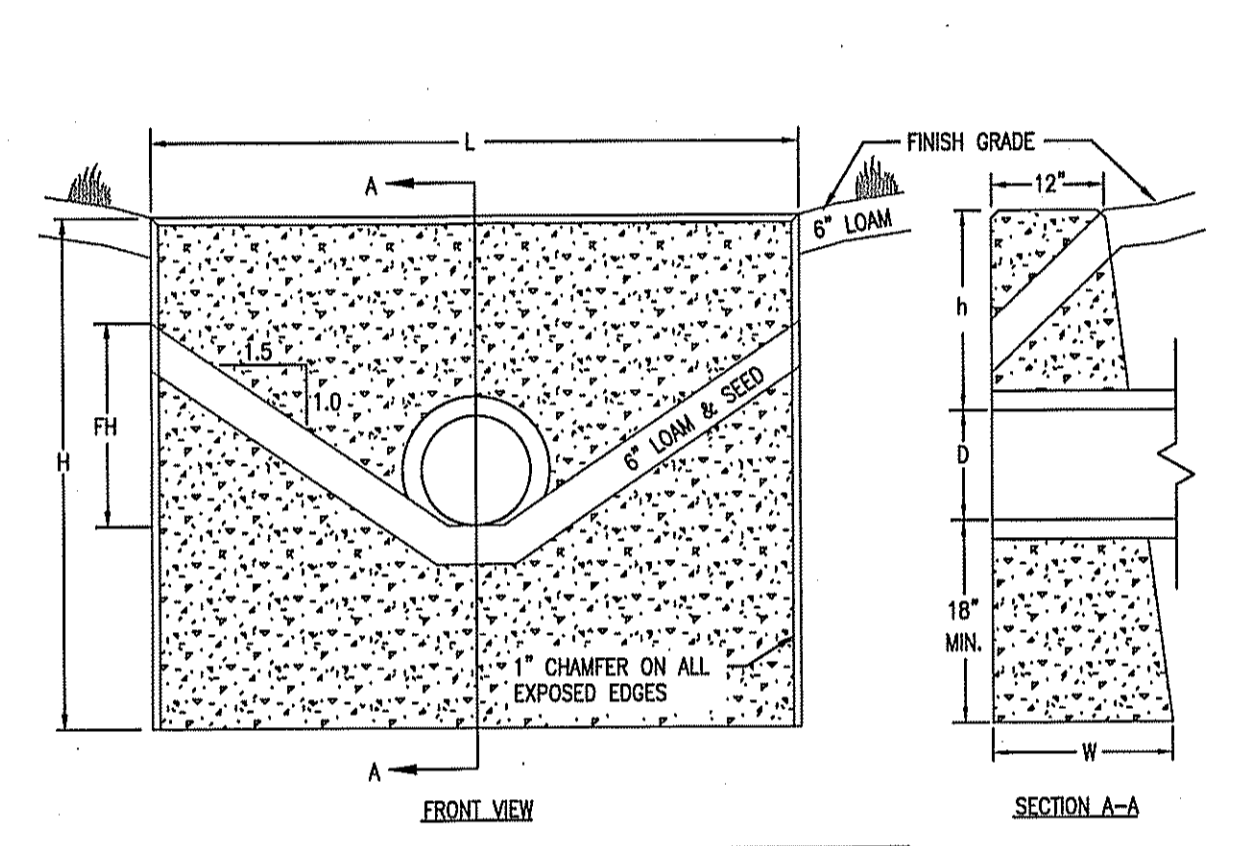 L
FINISH GRADE
A
12"
6" LOAM
h
1.5
1.0
FH
H
6" LOAM & SEED
D
18"
MIN.
1" CHAMFER ON ALL
EXPOSED EDGES
W
A
FRONT VIEW
SECTION A-A